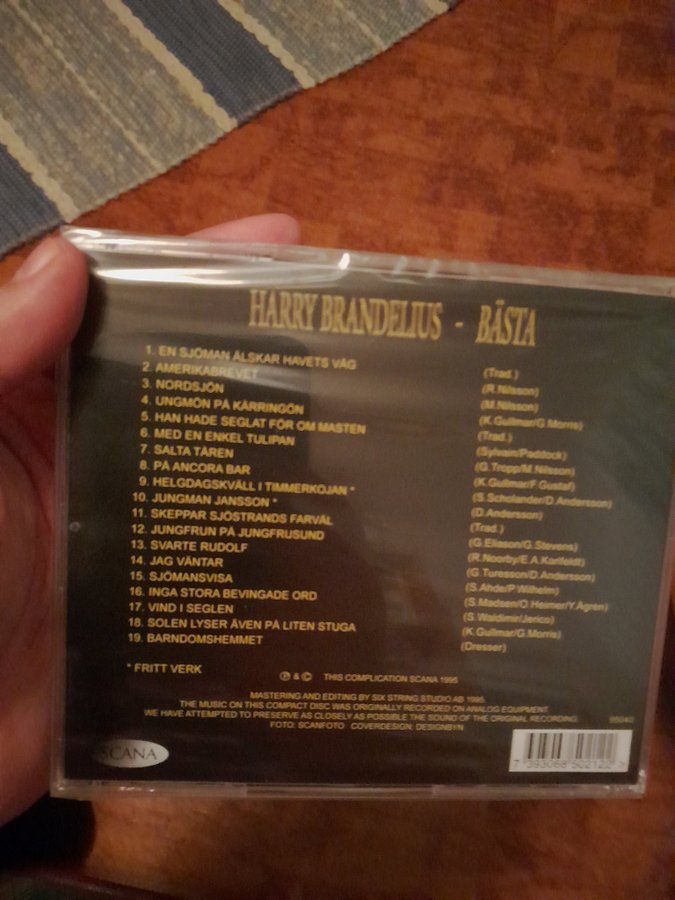 HARRY BRANDELIUS - BÄSTA
1. EN SJÖMAN ÄLSKAR HAVETS VÅG (Trad.)
2. AMERIKABREVET (R.Nilsson)
3. NORDSJÖN (M.Nilsson)
4. UNGMÖN PÅ KÄRRINGÖN (K.Gullmar/G.Morris)
5. HAN HADE SEGLAT FÖR OM MASTEN (Trad.)
6. MED EN ENKEL TULIPAN (Sylvain/Paddock)
7. SALTA TÅREN (G.Tropp/M.Nilsson)
8. PÅ ANCORA BAR (K.Gullmar/F.Gustaf)
9. HELGDAGSKVÄLL I TIMMERKOJAN * (S.Scholander/D.Andersson)
10. JUNGMAN JANSSON * (D.Andersson)
11. SKEPPAR SJÖSTRANDS FARVÄL (Trad.)
12. JUNGFRUN PÅ JUNGFRUSUND (G.Eliason/G.Stevens)
13. SVARTE RUDOLF (R.Noorby/E.A.Karlfeldt)
14. JAG VÄNTAR (G.Turesson/D.Andersson)
15. SJÖMANSVISA (S.Ahde/P.Wilhelm)
16. INGA STORA BEVINGADE ORD (S.Madsen/O.Heimer/Y.Ågren)
17. VIND I SEGLEN (S.Waldimir/Jerico)
18. SOLEN LYSER ÄVEN PÅ LITEN STUGA (K.Gullmar/G.Morris)
19. BARNDOMSHEMMET (Dresser)
* FRITT VERK
℗ & © THIS COMPLICATION SCANA 1995
MASTERING AND EDITING BY SIX STRING STUDIO AB 1995
THE MUSIC ON THIS COMPACT DISC WAS ORIGINALLY RECORDED ON ANALOG EQUIPMENT.
WE HAVE ATTEMPTED TO PRESERVE AS CLOSELY AS POSSIBLE THE SOUND OF THE ORIGINAL RECORDING 95040
FOTO: SCANFOTO COVERDESIGN: DESIGNBYN
SCANA
7 393068 502122 >